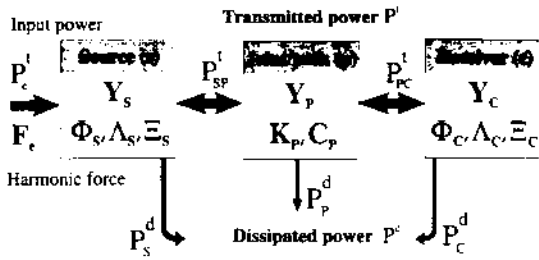 Input power
Transmitted power P^t
Source (s)
Receiver (c)
P_e^t
P_SP^t
P_PC^t
Y_S
Y_P
Y_C
F_e
Φ_S, Λ_S, Ξ_S
K_P, C_P
Φ_C, Λ_C, Ξ_C
Harmonic force
P_P^d
P_S^d
Dissipated power P^d
P_C^d